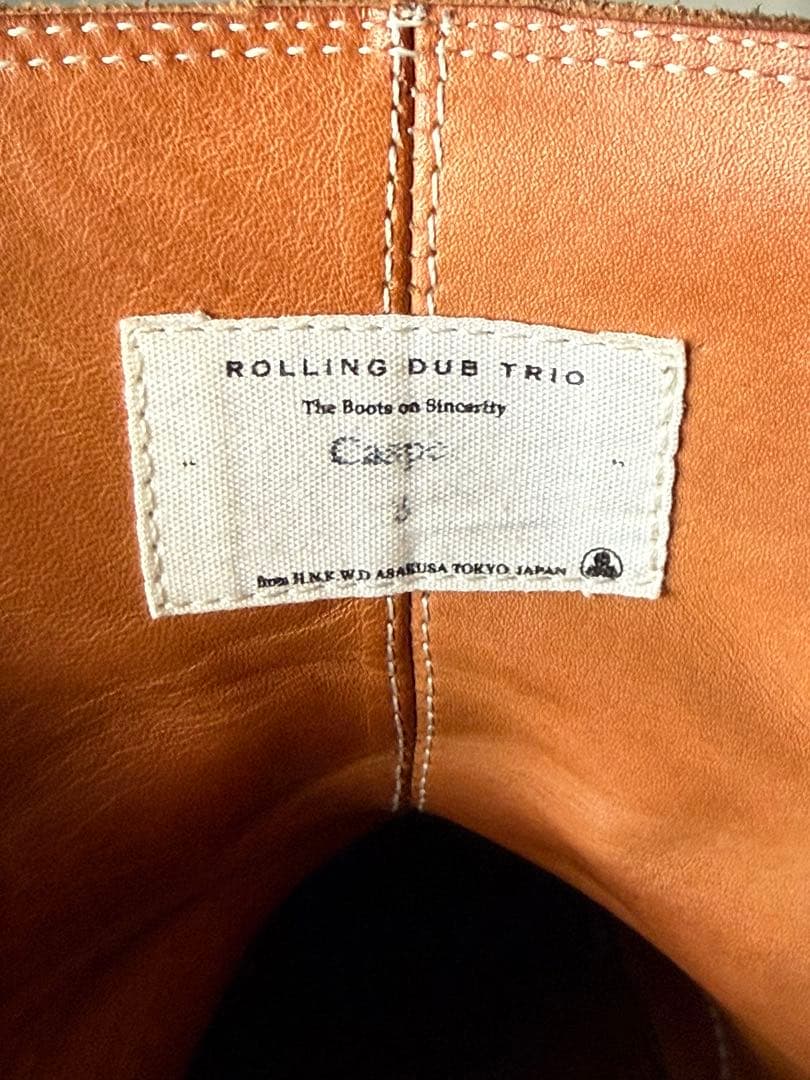 ROLLING DUB TRIO
The Boots on Sincerity
"        "
from H.N.K.W.D ASAKUSA TOKYO JAPAN